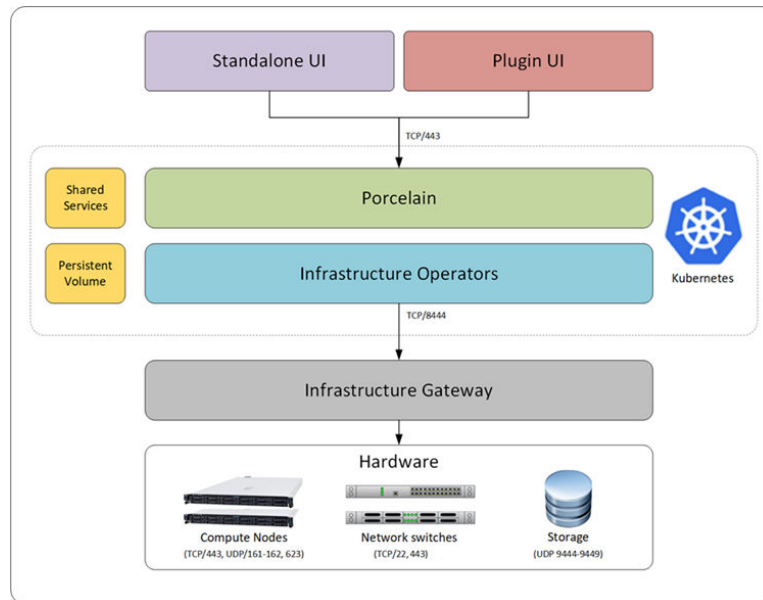 Standalone UI
Plugin UI
TCP/443
Shared
Services
Porcelain
Persistent
Volume
Infrastructure Operators
Kubernetes
TCP/8444
Infrastructure Gateway
Hardware
Compute Nodes
(TCP/443, UDP/161-162, 623)
Network switches
(TCP/22, 443)
Storage
(UDP 9444-9449)